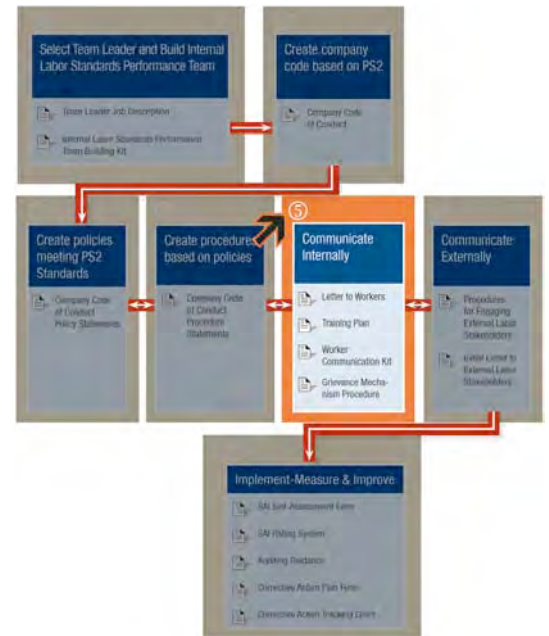 Select Team Leader and Build Internal
Labor Standards Performance Team
Team Leader Job Description
Internal Labor Standards Performance
Team Building Kit
Create company
code based on PS2
Company Code
of Conduct
Create policies
meeting PS2
Standards
Company Code
of Conduct
Policy Statements
Create procedures
based on policies
Company Code
of Conduct
Procedure
Statements
⑤
Communicate
Internally
Letter to Workers
Training Plan
Worker
Communication Kit
Grievance Mecha-
nism Procedure
Communicate
Externally
Procedures
for Engaging
External Labor
Stakeholders
Initial Letter to
External Labor
Stakeholders
Implement-Measure & Improve
SAI Self-Assessment Form
SAI Rating System
Auditing Guidance
Corrective Action Plan Form
Corrective Action Tracking Chart